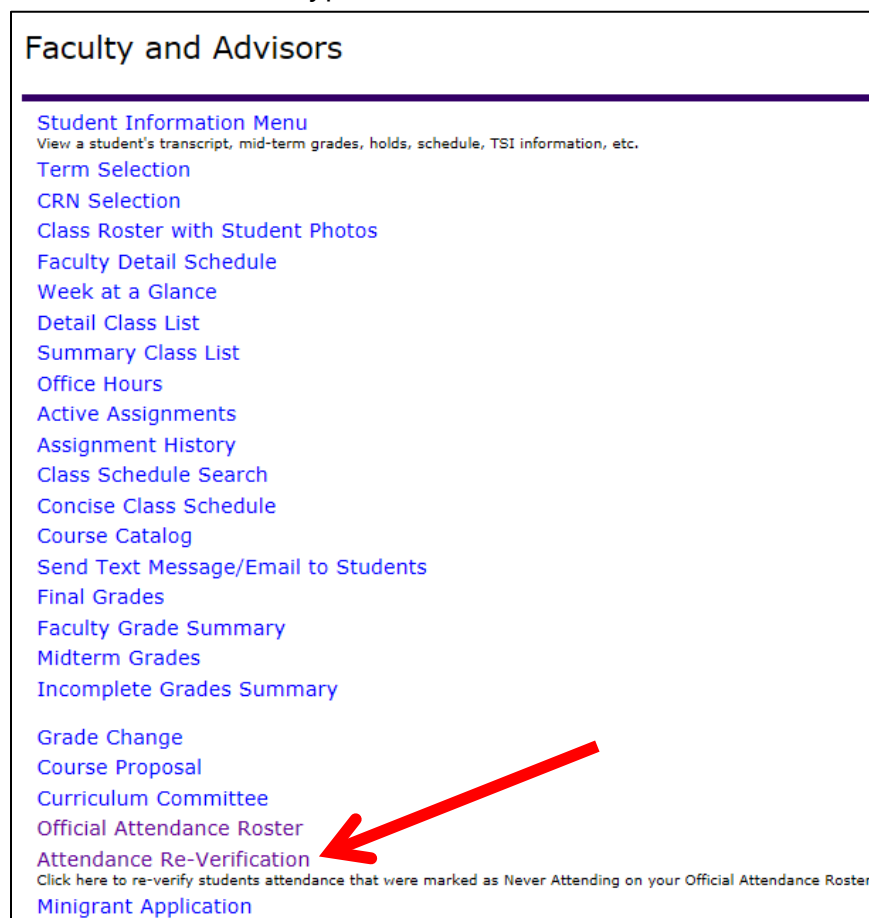 Faculty and Advisors
Student Information Menu
View a student's transcript, mid-term grades, holds, schedule, TSI information, etc.
Term Selection
CRN Selection
Class Roster with Student Photos
Faculty Detail Schedule
Week at a Glance
Detail Class List
Summary Class List
Office Hours
Active Assignments
Assignment History
Class Schedule Search
Concise Class Schedule
Course Catalog
Send Text Message/Email to Students
Final Grades
Faculty Grade Summary
Midterm Grades
Incomplete Grades Summary
Grade Change
Course Proposal
Curriculum Committee
Official Attendance Roster
Attendance Re-Verification
Click here to re-verify students attendance that were marked as Never Attending on your Official Attendance Roster
Minigrant Application